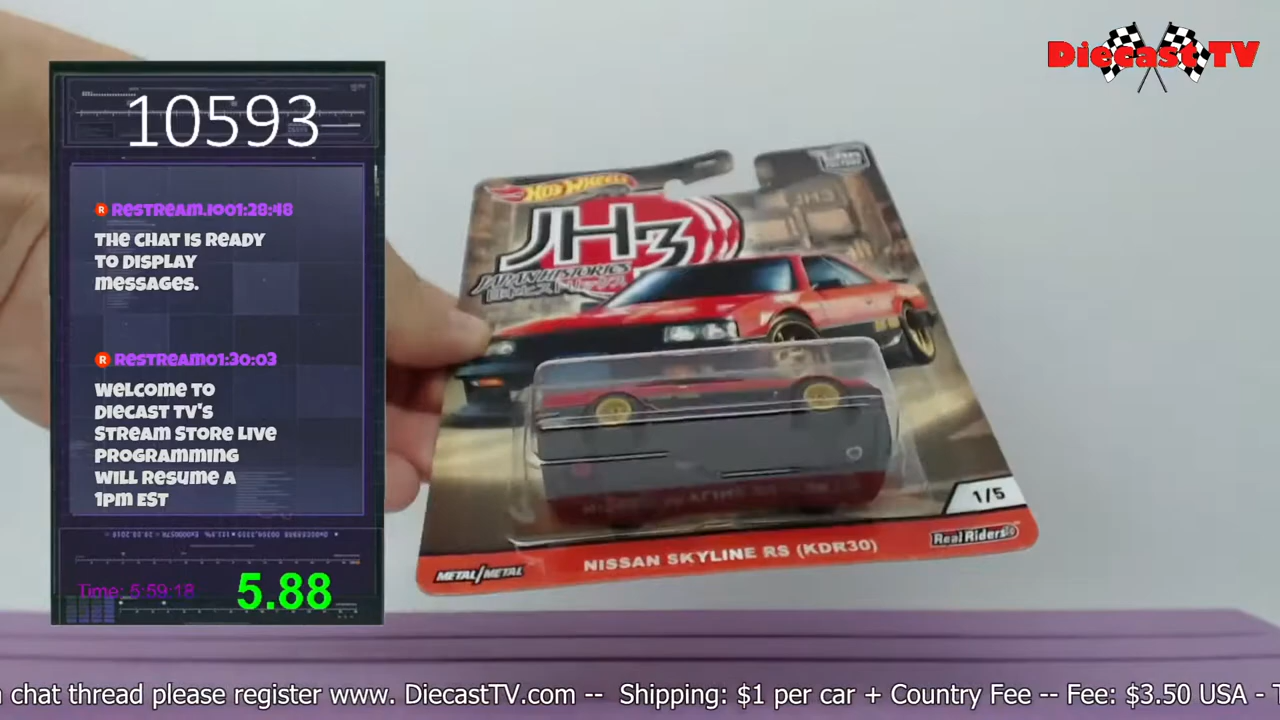 Diecast TV
10593
RESTREAM.IO01:28:48
THE CHAT IS READY
TO DISPLAY
MESSAGES.
RESTREAM01:30:03
WELCOME TO
DIECAST TV'S
STREAM STORE LIVE
PROGRAMMING
WILL RESUME A
1PM EST
Time: 5:59:18
5.88
HOT WHEELS
JH3
JAPAN HISTORICS
JH3
1/5
Real Riders
NISSAN SKYLINE RS (KDR30)
METAL/METAL
chat thread please register www. DiecastTV.com -- Shipping: $1 per car + Country Fee -- Fee: $3.50 USA -